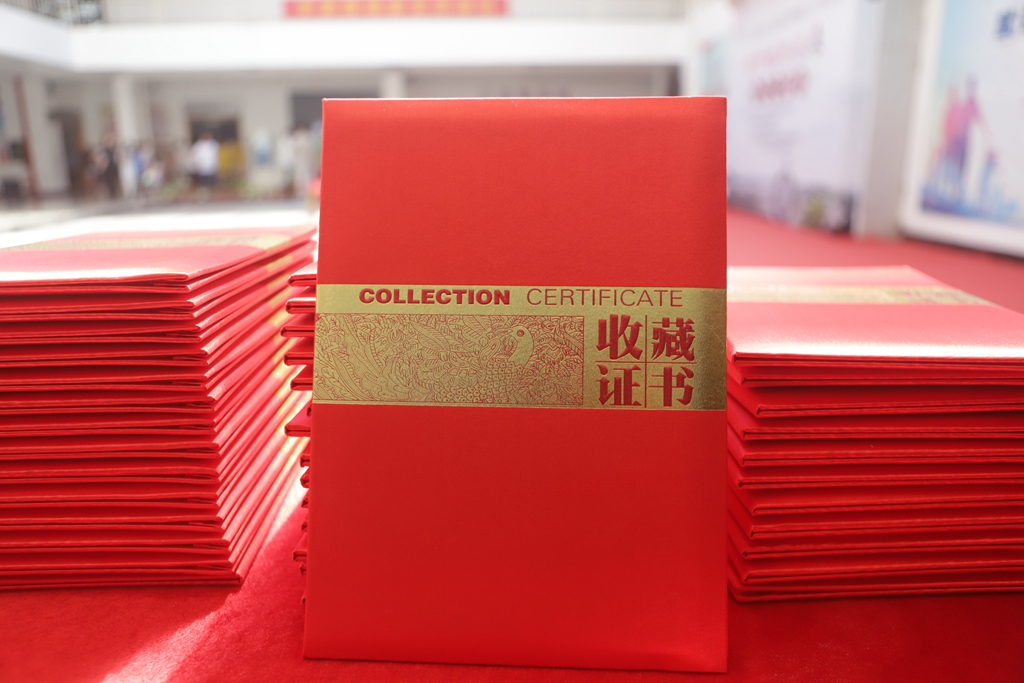 COLLECTION CERTIFICATE
收藏
证书